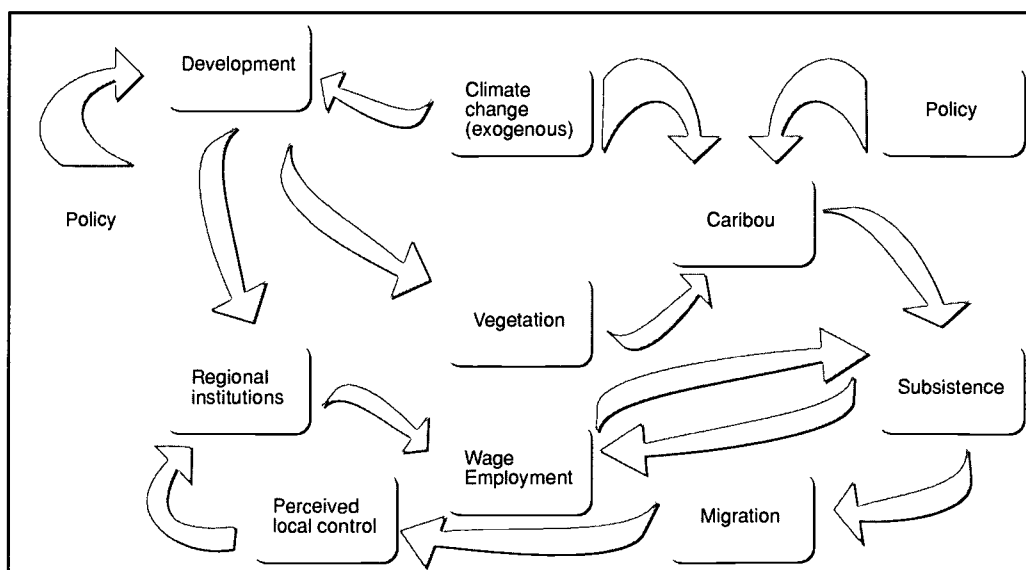 Development
Climate
change
(exogenous)
Policy
Policy
Caribou
Vegetation
Regional
institutions
Subsistence
Wage
Employment
Perceived
local control
Migration